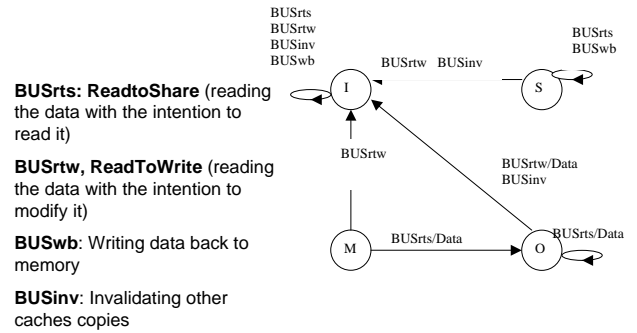 BUSrts
BUSrtw
BUSinv
BUSwb
BUSrts
BUSwb
BUSrtw BUSinv
I
S
BUSrts: ReadtoShare (reading
the data with the intention to
read it)
BUSrtw, ReadToWrite (reading
the data with the intention to
modify it)
BUSwb: Writing data back to
memory
BUSinv: Invalidating other
caches copies
BUSrtw
BUSrtw/Data
BUSinv
M
BUSrts/Data
O
BUSrts/Data